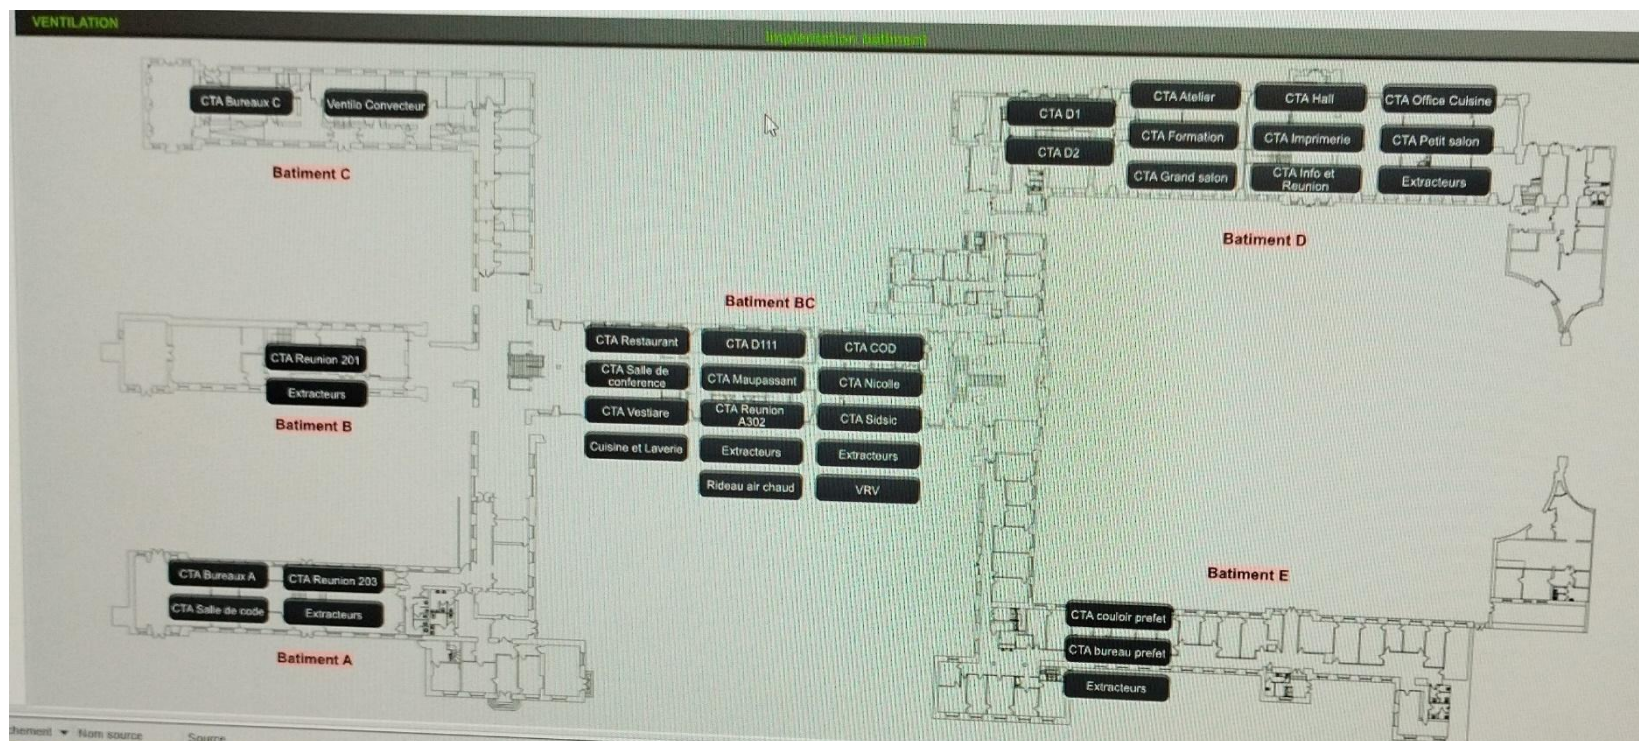 VENTILATION
Implentation batiment
CTA Bureaux C
Ventilo Convecteur
Batiment C
CTA D1
CTA D2
CTA Atelier
CTA Formation
CTA Grand salon
CTA Hall
CTA Imprimerie
CTA Info et
Reunion
CTA Office Cuisine
CTA Petit salon
Extracteurs
Batiment D
CTA Reunion 201
Extracteurs
Batiment B
Batiment BC
CTA Restaurant
CTA Salle de
conference
CTA Vestiare
Cuisine et Laverie
CTA D111
CTA Maupassant
CTA Reunion
A302
Extracteurs
Rideau air chaud
CTA COD
CTA Nicolle
CTA Sidsic
Extracteurs
VRV
CTA Bureaux A
CTA Reunion 203
CTA Salle de code
Extracteurs
Batiment A
Batiment E
CTA couloir prefet
CTA bureau prefet
Extracteurs
chement
Nom source
Source